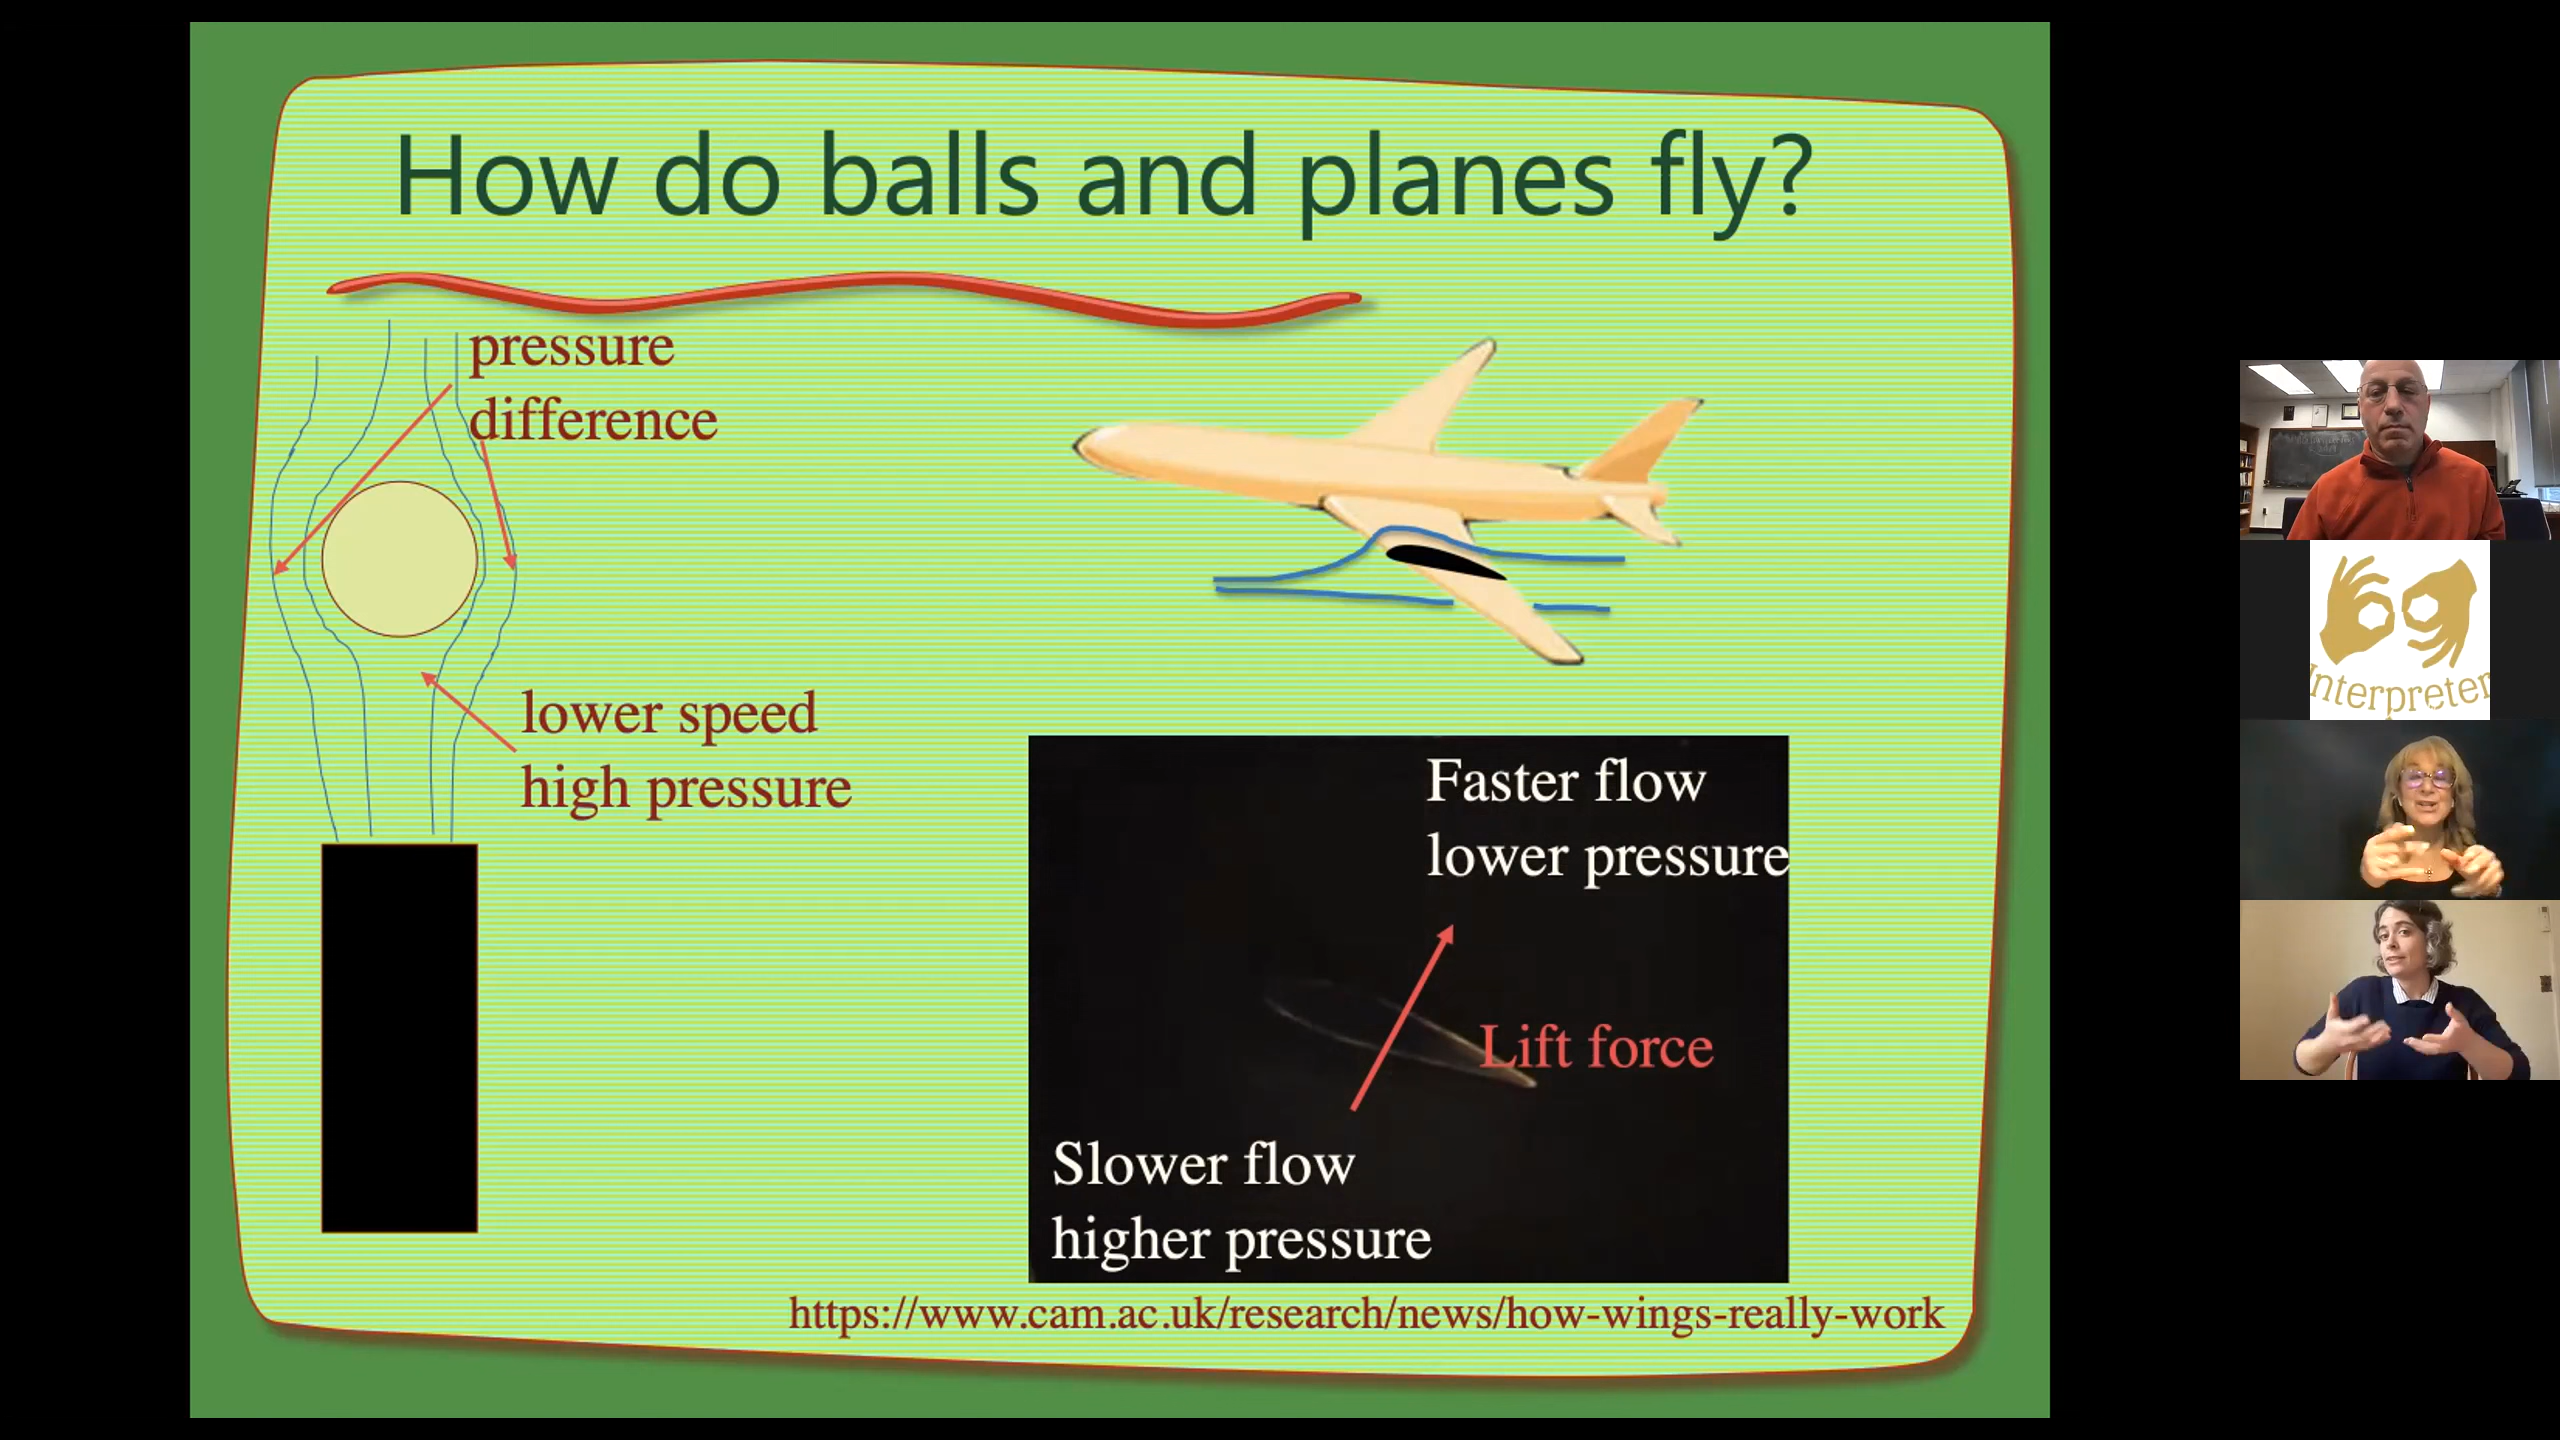 How do balls and planes fly?
pressure
difference
lower speed
high pressure
Faster flow
lower pressure
Lift force
Slower flow
higher pressure
https://www.cam.ac.uk/research/news/how-wings-really-work
Interpreter